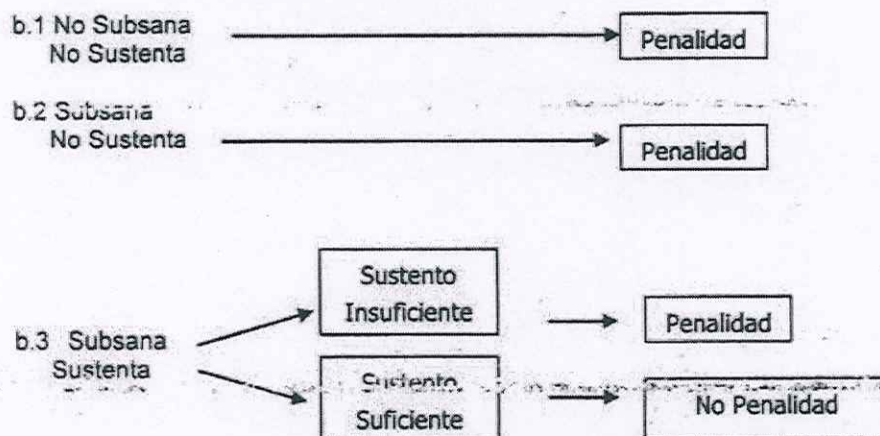 b.1 No Subsana
No Sustenta
Penalidad
b.2 Subsana
No Sustenta
Penalidad
Sustento
Insuficiente
Penalidad
b.3 Subsana
Sustenta
Sustento
Suficiente
No Penalidad